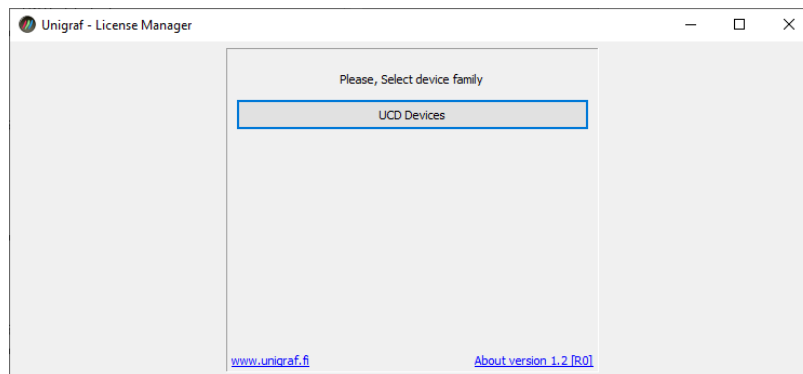 Unigraf - License Manager
Please, Select device family
UCD Devices
www.unigraf.fi
About version 1.2 [R0]